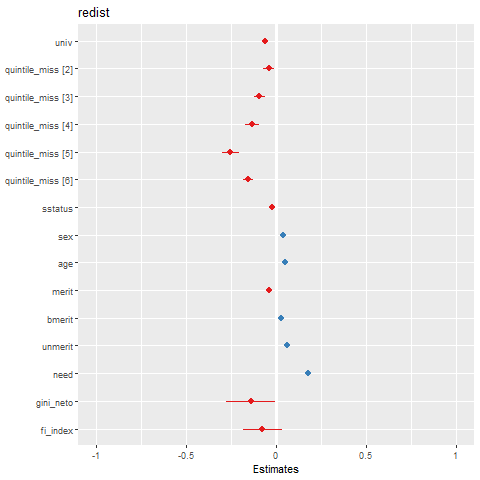 redist
univ
quintile_miss [2]
quintile_miss [3]
quintile_miss [4]
quintile_miss [5]
quintile_miss [6]
sstatus
sex
age
merit
bmerit
unmerit
need
gini_neto
fi_index
-1 -0.5 0 0.5 1
Estimates